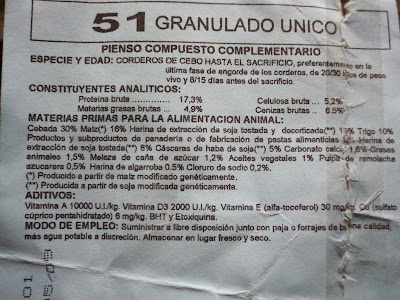 51 GRANULADO UNICO
PIENSO COMPUESTO COMPLEMENTARIO
ESPECIE Y EDAD: CORDEROS DE CEBO HASTA EL SACRIFICIO, preferentemente en la
última fase de engorde de los corderos, de 20/30 kilos de peso
vivo y 8/15 días antes del sacrificio.
CONSTITUYENTES ANALITICOS:
Proteína bruta .............. 17,3% Celulosa bruta .. 5,2%
Materias grasas brutas .... 4,9% Cenizas brutas .. 6,5%
MATERIAS PRIMAS PARA LA ALIMENTACION ANIMAL:
Cebada 30% Maíz(*) 16% Harina de extracción de soja tostada y decorticada(**) Trigo 10%
Productos y subproductos de panadería o de fabricación de pastas alimenticias Harina de
extracción de soja tostada(**) 8% Cáscaras de haba de soja(**) 5% Carbonato calci. 1,6% Grasas
animales 1,5% Meleza de caña de azúcar 1,2% Aceites vegetales 1% Pulpa de remolacha
azucarera 0,5% Harina de algarroba 0.5% Cloruro de sodio 0,2%.
(*) Producido a partir de maíz modificado genéticamente.
(**) Producida a partir de soja modificada genéticamente.
ADITIVOS:
Vitamina A 10000 U.I./kg. Vitamina D3 2000 U.I./kg. Vitamina E (alfa-tocoferol) 30 mg/kg. Cu (sulfato
cúprico pentahidratado) 6 mg/kg. BHT y Etoxiquina.
MODO DE EMPLEO: Suministrar a libre disposición junto con paja o forrajes de buena calidad,
más agua potable a discreción. Almacenar en lugar fresco y seco.